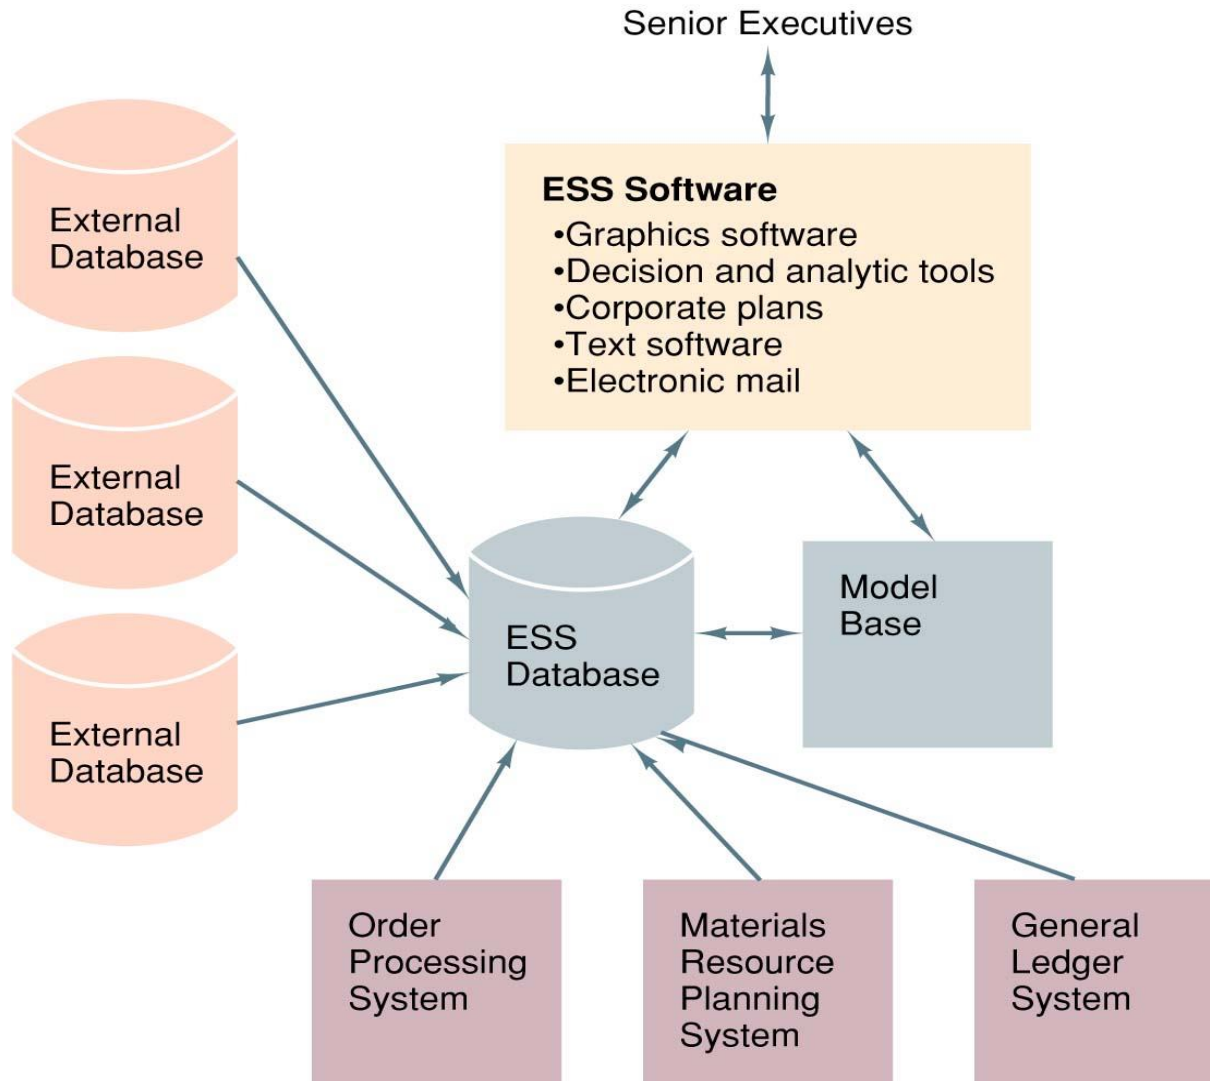 Senior Executives
ESS Software
•Graphics software
•Decision and analytic tools
•Corporate plans
•Text software
•Electronic mail
External
Database
External
Database
External
Database
ESS
Database
Model
Base
Order
Processing
System
Materials
Resource
Planning
System
General
Ledger
System